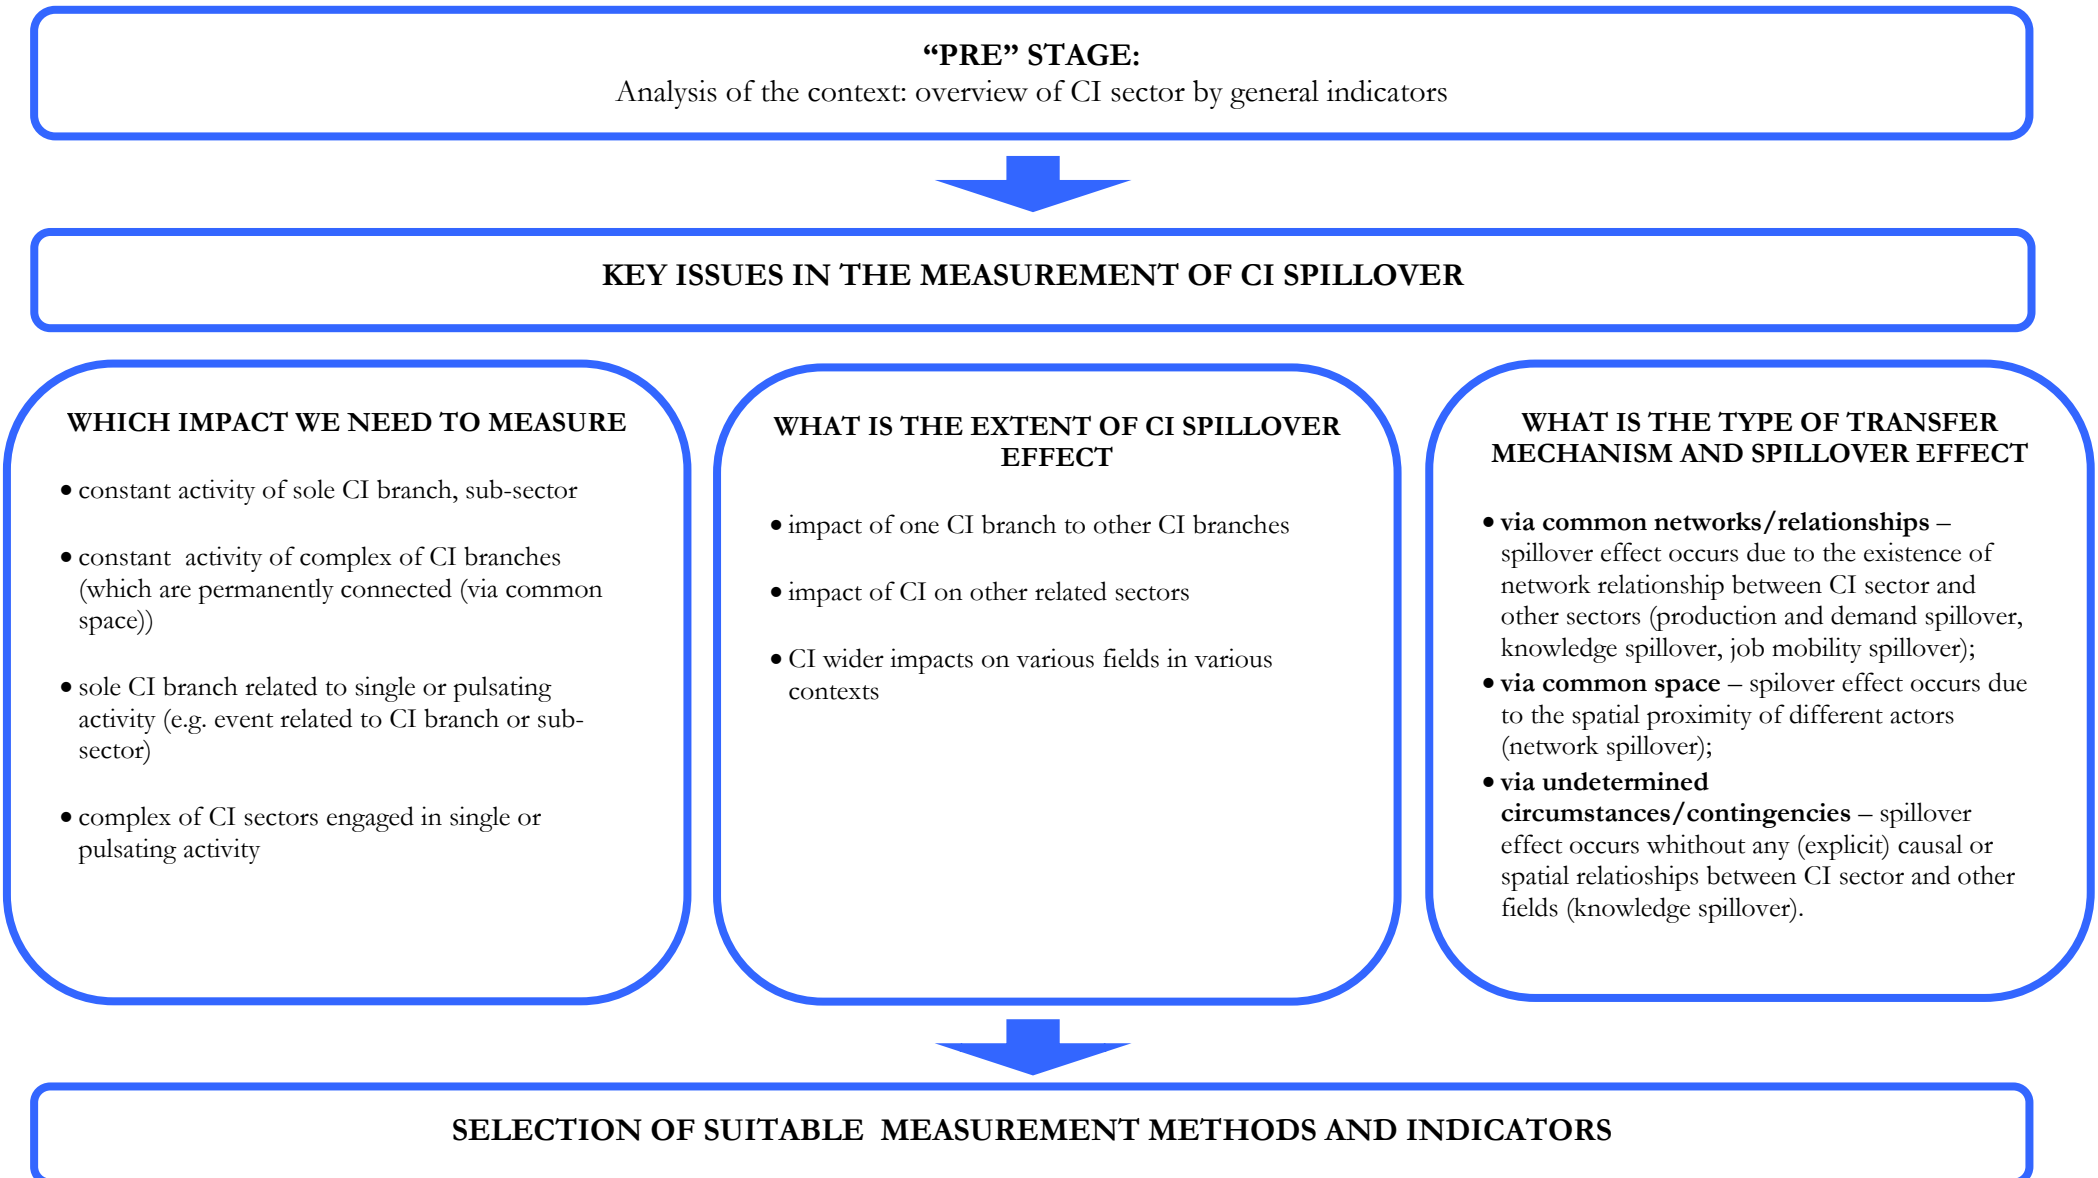 “PRE” STAGE:
Analysis of the context: overview of CI sector by general indicators
KEY ISSUES IN THE MEASUREMENT OF CI SPILLOVER
WHICH IMPACT WE NEED TO MEASURE
• constant activity of sole CI branch, sub-sector
• constant  activity of complex of CI branches
(which are permanently connected (via common
space))
• sole CI branch related to single or pulsating
activity (e.g. event related to CI branch or sub-
sector)
• complex of CI sectors engaged in single or
pulsating activity
WHAT IS THE EXTENT OF CI SPILLOVER
EFFECT
• impact of one CI branch to other CI branches
• impact of CI on other related sectors
• CI wider impacts on various fields in various
contexts
WHAT IS THE TYPE OF TRANSFER
MECHANISM AND SPILLOVER EFFECT
• via common networks/relationships –
spillover effect occurs due to the existence of
network relationship between CI sector and
other sectors (production and demand spillover,
knowledge spillover, job mobility spillover);
• via common space – spilover effect occurs due
to the spatial proximity of different actors
(network spillover);
• via undetermined
circumstances/contingencies – spillover
effect occurs whithout any (explicit) causal or
spatial relatioships between CI sector and other
fields (knowledge spillover).
SELECTION OF SUITABLE  MEASUREMENT METHODS AND INDICATORS